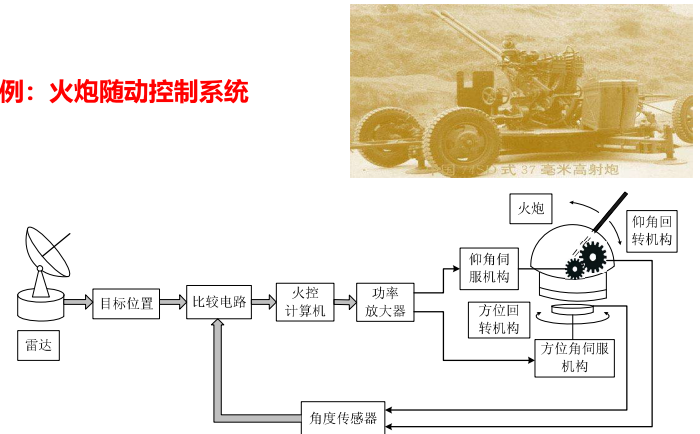 例：火炮随动控制系统
式37毫米高射炮
火炮
仰角回
转机构
仰角伺
服机构
目标位置
比较电路
火控
计算机
功率
放大器
方位回
转机构
雷达
方位角伺服
机构
角度传感器